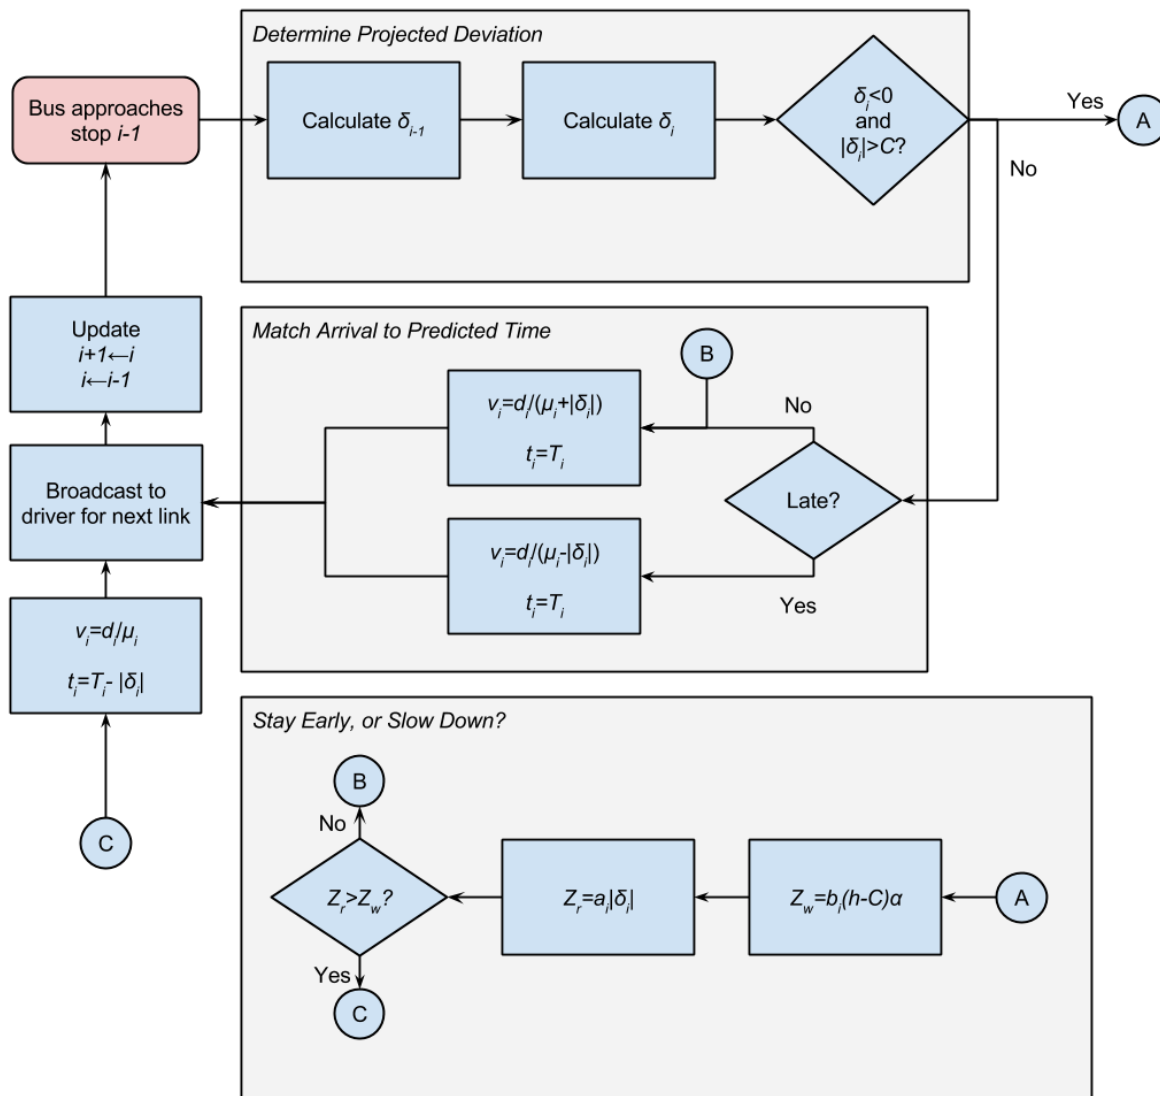 Determine Projected Deviation
Bus approaches
stop i-1
Calculate δi-1
Calculate δi
δi<0
and
|δi|>C?
Yes
A
No
Match Arrival to Predicted Time
B
Update
i+1←i
i←i-1
vi=di/(μi+|δi|)
ti=Ti
No
Broadcast to
driver for next link
Late?
vi=di/(μi-|δi|)
ti=Ti
Yes
vi=di/μi
ti=Ti- |δi|
C
Stay Early, or Slow Down?
B
No
Zr>Zw?
Zr=ai|δi|
Zw=bi(h-C)α
A
Yes
C